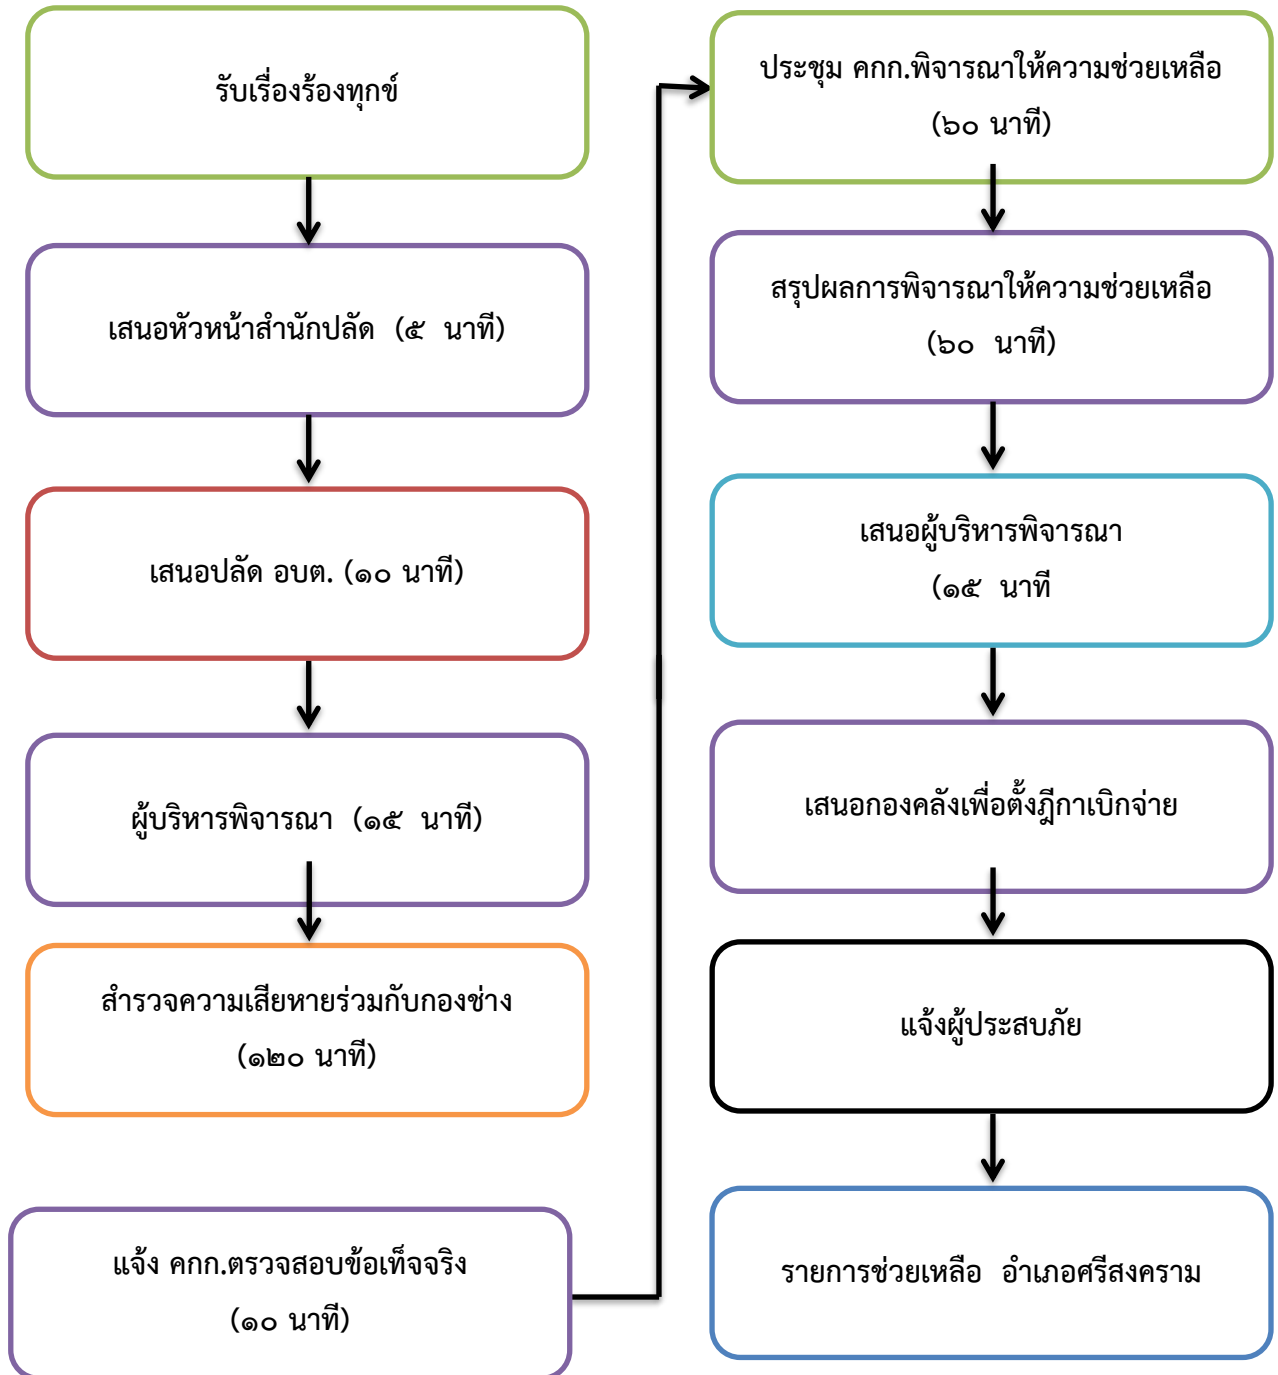 รับเรื่องร้องทุกข์
เสนอหัวหน้าสำนักปลัด (๕ นาที)
เสนอปลัด อบต. (๑๐ นาที)
ผู้บริหารพิจารณา (๑๕ นาที)
สำรวจความเสียหายร่วมกับกองช่าง
(๑๒๐ นาที)
แจ้ง คกก.ตรวจสอบข้อเท็จจริง
(๑๐ นาที)
ประชุม คกก.พิจารณาให้ความช่วยเหลือ
(๖๐ นาที)
สรุปผลการพิจารณาให้ความช่วยเหลือ
(๖๐ นาที)
เสนอผู้บริหารพิจารณา
(๑๕ นาที
เสนอกองคลังเพื่อตั้งฎีกาเบิกจ่าย
แจ้งผู้ประสบภัย
รายการช่วยเหลือ อำเภอศรีสงคราม